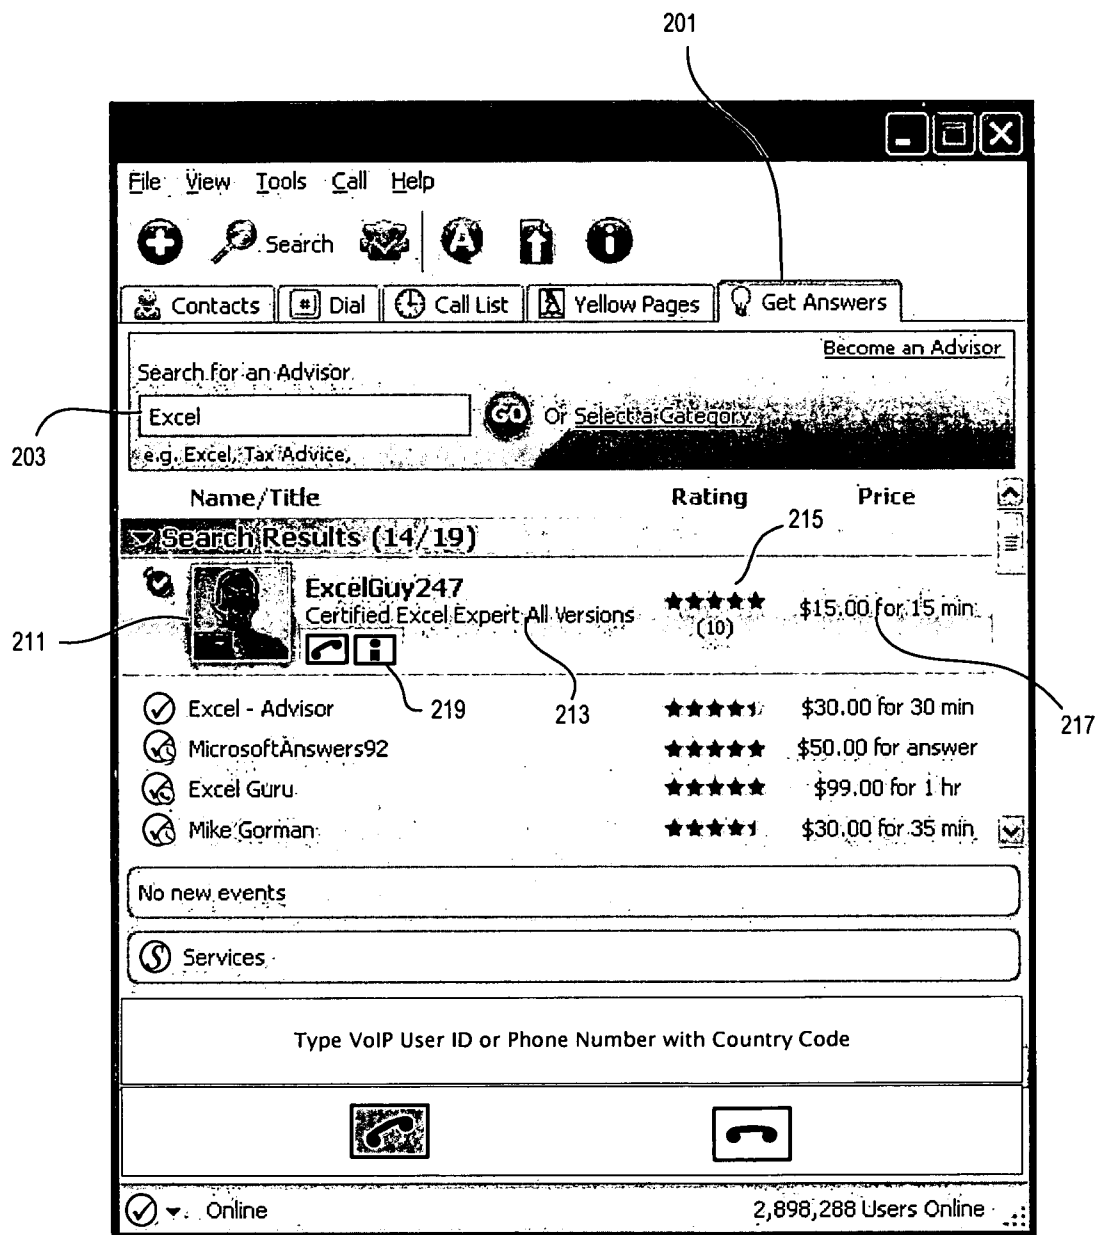 201
File View Tools Call Help
Search
Contacts # Dial Call List Yellow Pages Get Answers
Become an Advisor
Search for an Advisor
203
Excel GO Or Select a Category
e.g. Excel, Tax Advice,
Name/Title Rating Price
215
Search Results (14/19)
ExcelGuy247
Certified Excel Expert All Versions $15.00 for 15 min
(10)
211
219 213 217
Excel - Advisor $30.00 for 30 min
MicrosoftAnswers92 $50.00 for answer
Excel Guru $99.00 for 1 hr
Mike Gorman $30.00 for 35 min
No new events
S Services
Type VoIP User ID or Phone Number with Country Code
Online 2,898,288 Users Online